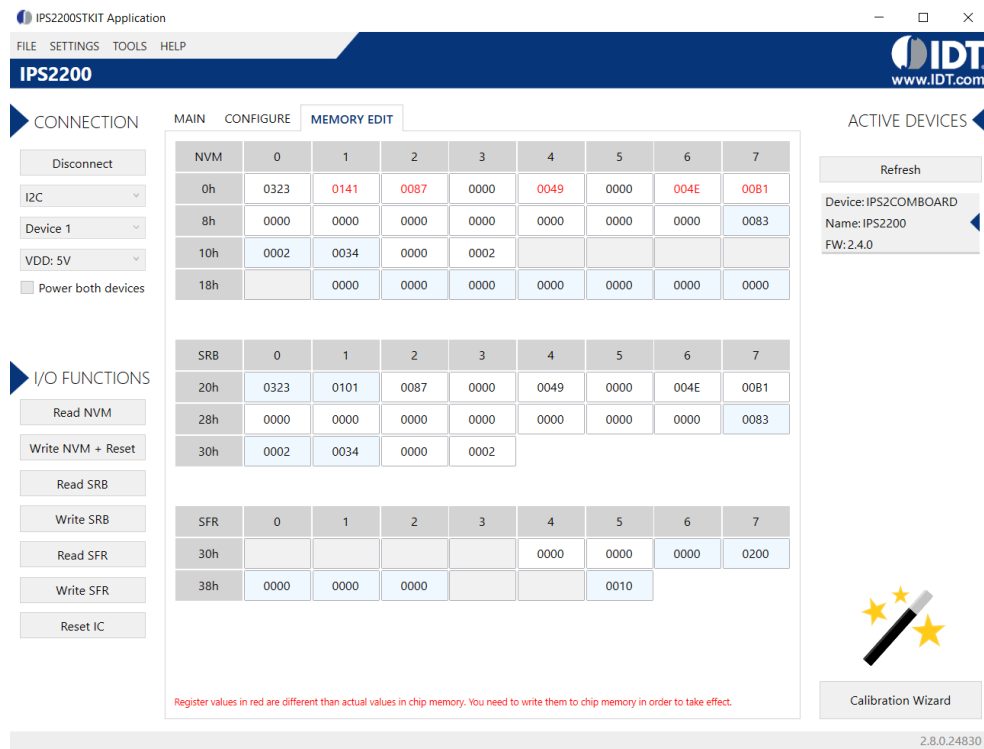 IPS2200STKIT Application
FILE SETTINGS TOOLS HELP
IDT
www.IDT.com
IPS2200
CONNECTION
Disconnect
I2C
Device 1
VDD: 5V
Power both devices
I/O FUNCTIONS
Read NVM
Write NVM + Reset
Read SRB
Write SRB
Read SFR
Write SFR
Reset IC
MAIN CONFIGURE MEMORY EDIT
NVM 0 1 2 3 4 5 6 7
0h 0323 0141 0087 0000 0049 0000 004E 00B1
8h 0000 0000 0000 0000 0000 0000 0000 0083
10h 0002 0034 0000 0002
18h 0000 0000 0000 0000 0000 0000 0000
SRB 0 1 2 3 4 5 6 7
20h 0323 0101 0087 0000 0049 0000 004E 00B1
28h 0000 0000 0000 0000 0000 0000 0000 0083
30h 0002 0034 0000 0002
SFR 0 1 2 3 4 5 6 7
30h 0000 0000 0000 0200
38h 0000 0000 0000 0010
Register values in red are different than actual values in chip memory. You need to write them to chip memory in order to take effect.
ACTIVE DEVICES
Refresh
Device: IPS2COMBOARD
Name: IPS2200
FW: 2.4.0
Calibration Wizard
2.8.0.24830